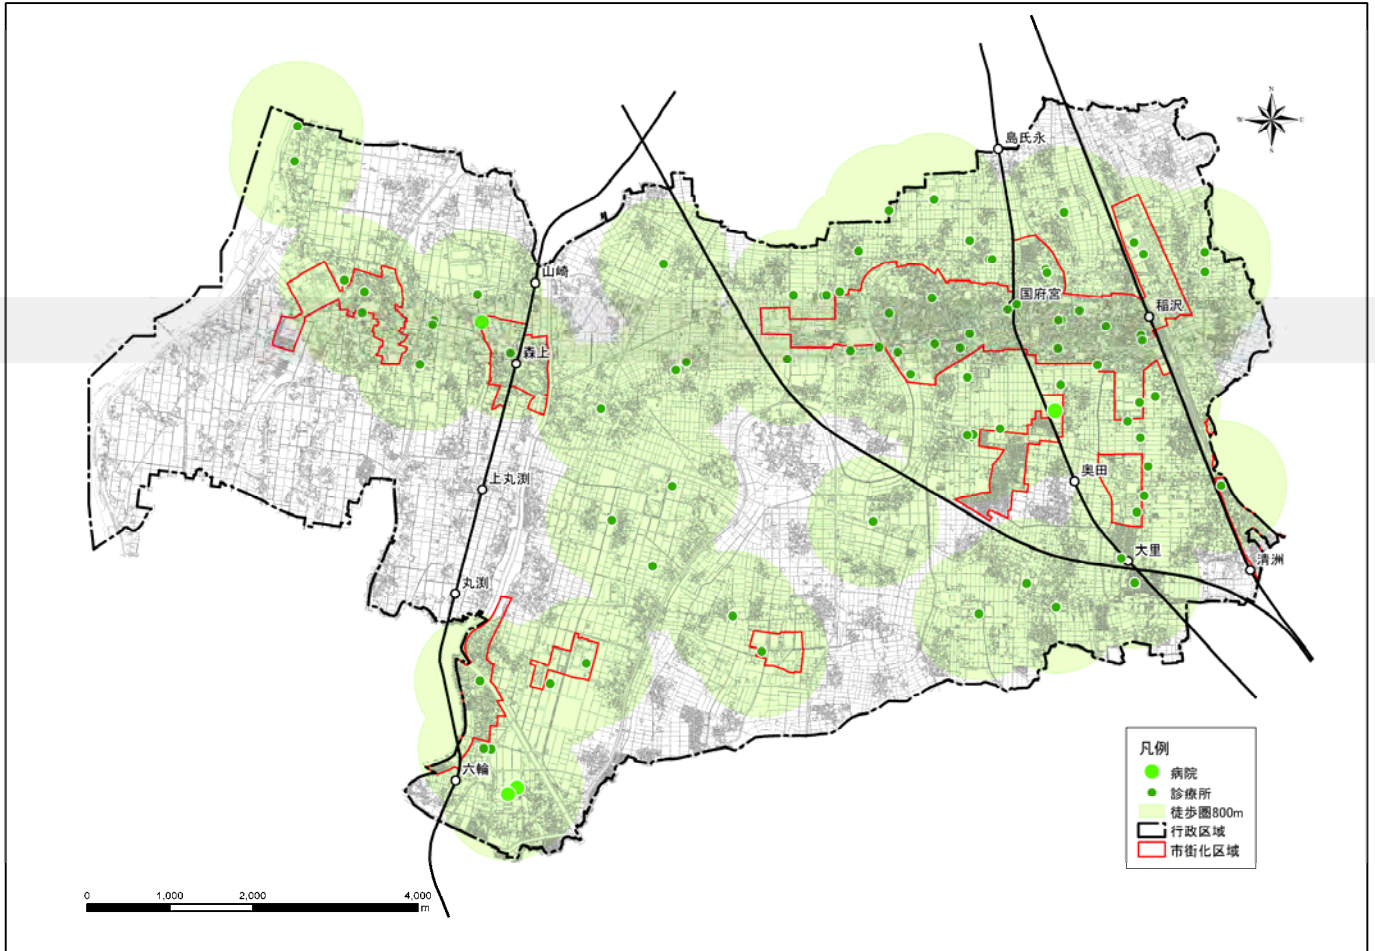 N
W E
S
島氏永
山崎
国府宮
稲沢
森上
奥田
上丸渕
大里
清洲
丸渕
六輪
凡例
病院
診療所
徒歩圏800m
行政区域
市街化区域
0 1,000 2,000 4,000
m